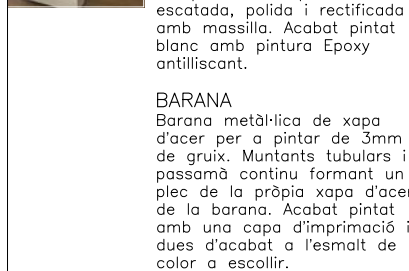 escatada, polida i rectificada
amb massilla. Acabat pintat
blanc amb pintura Epoxy
antilliscant.
BARANA
Barana metàl·lica de xapa
d'acer per a pintar de 3mm
de gruix. Muntants tubulars i
passamà continu formant un
plec de la pròpia xapa d'acer
de la barana. Acabat pintat
amb una capa d'imprimació i
dues d'acabat a l'esmalt de
color a escollir.